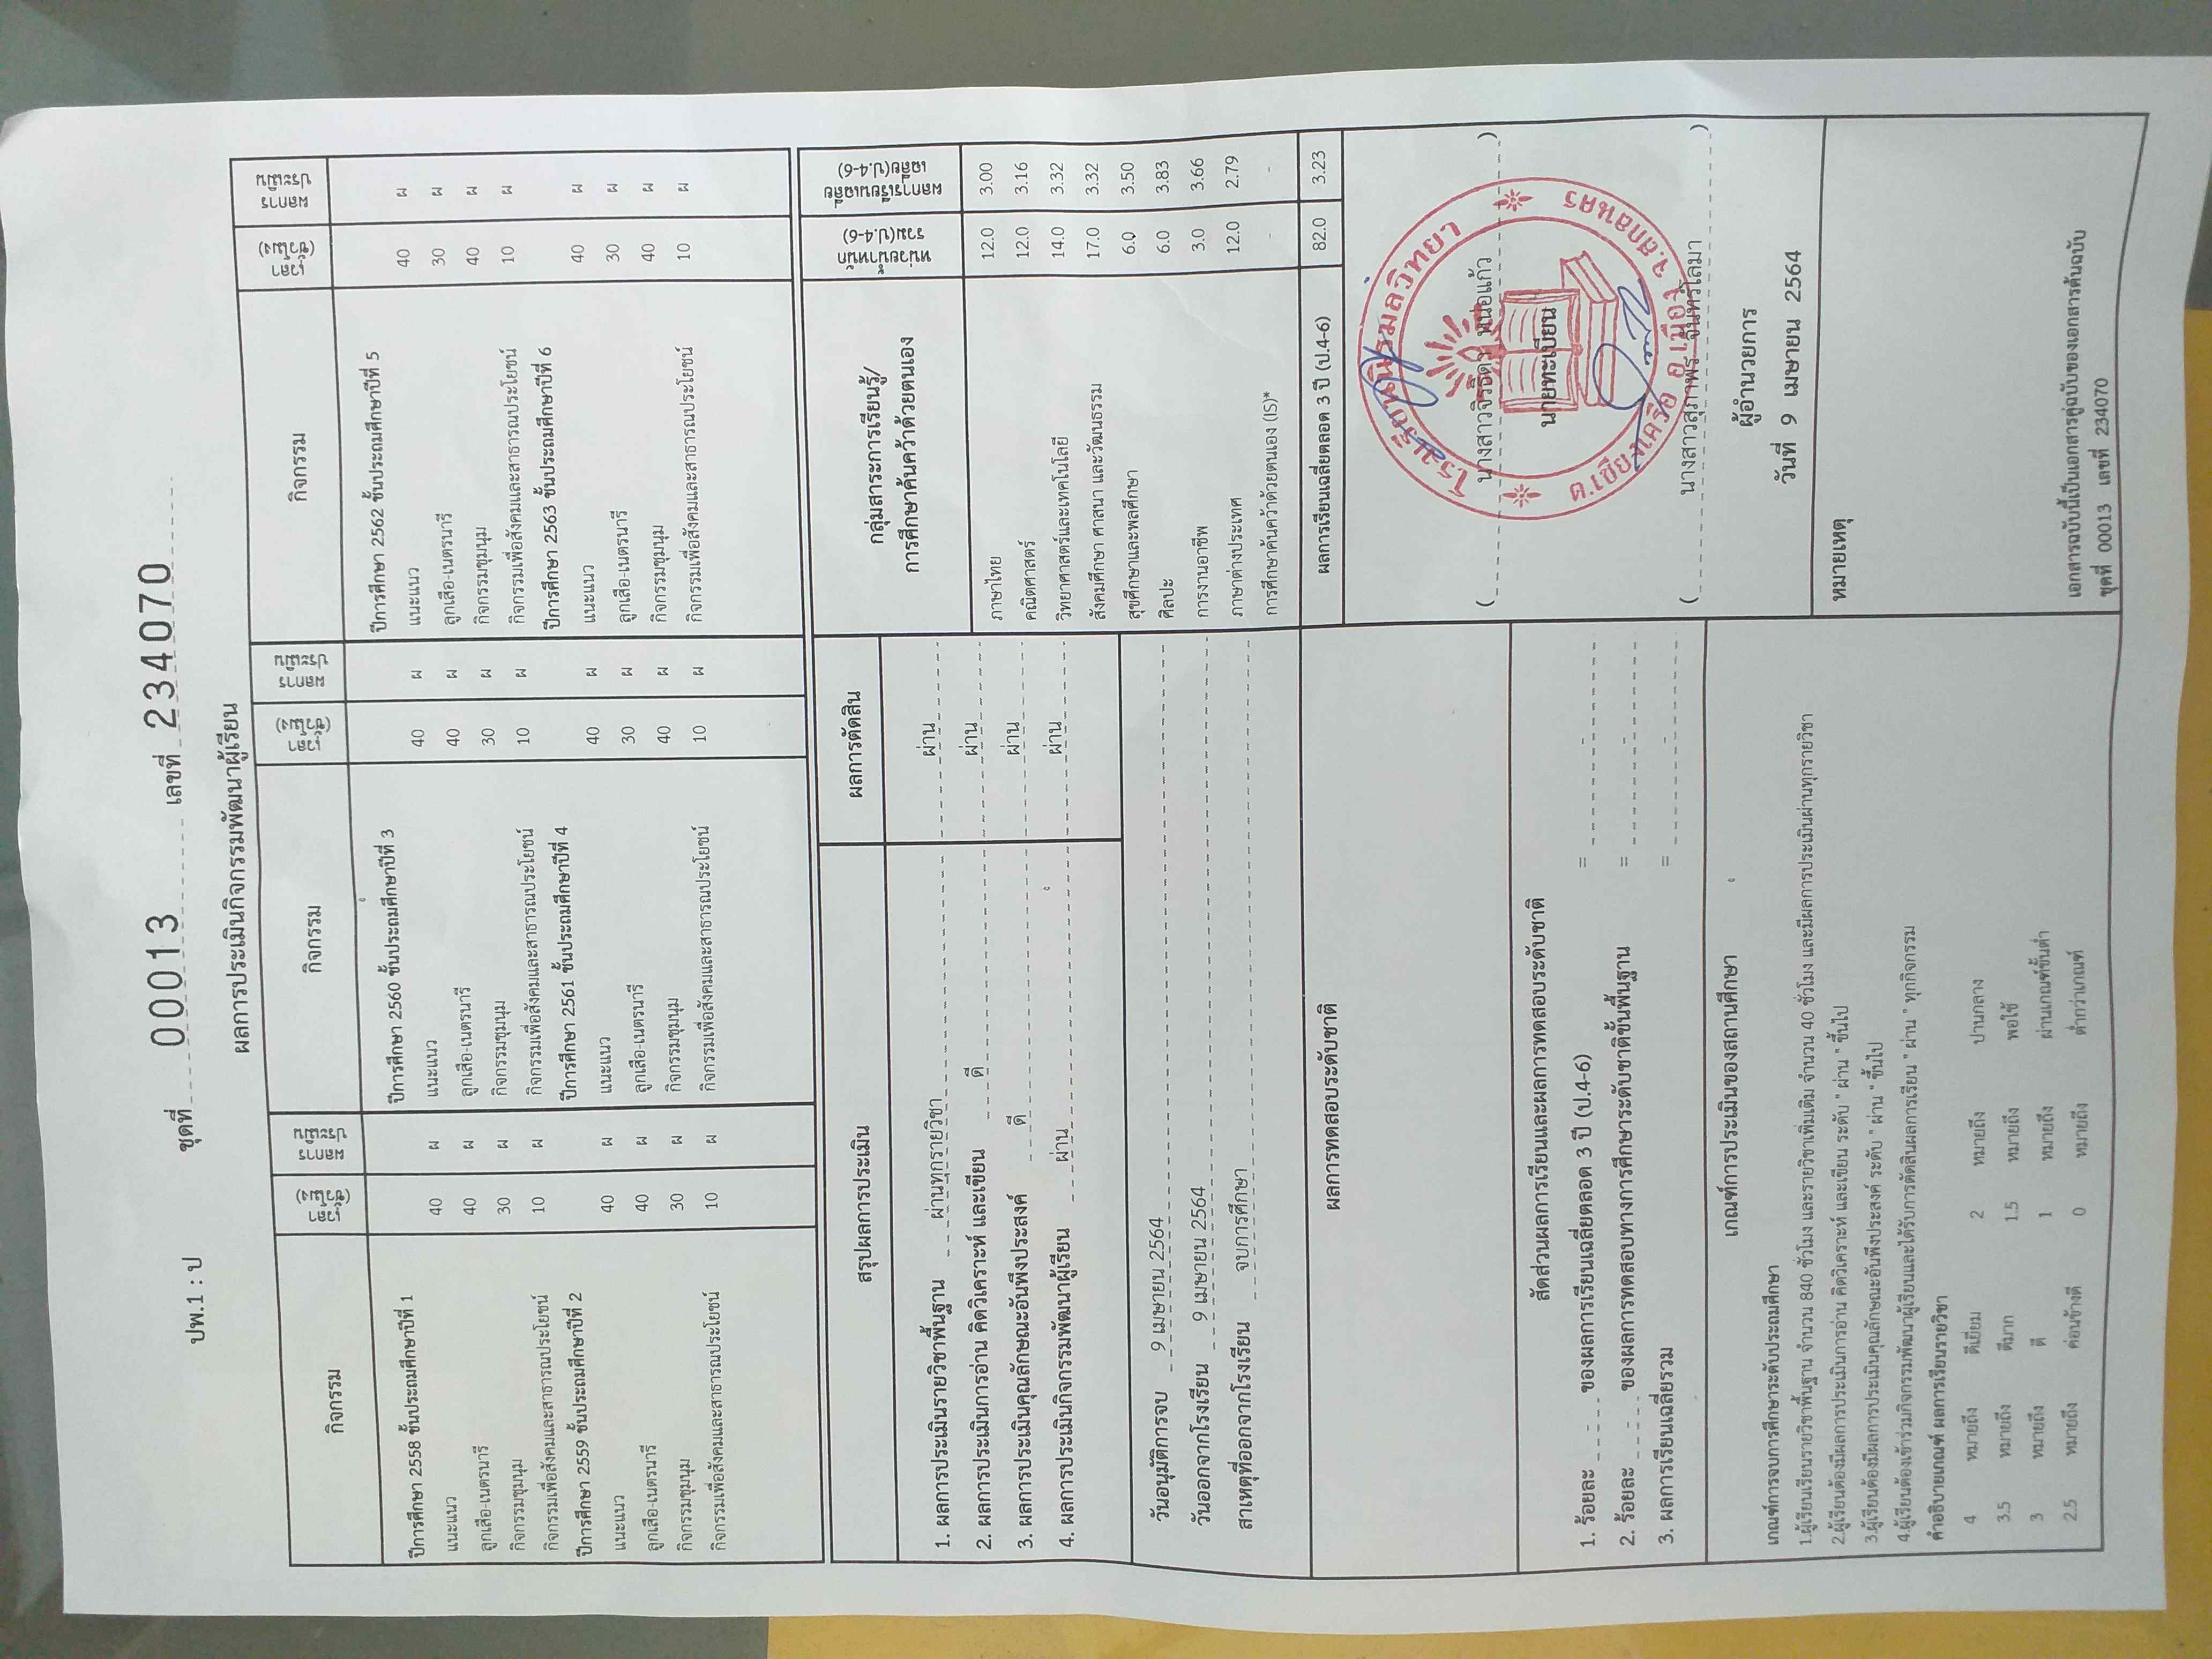 ปพ.1 : ป ชุดที่ 00013 เลขที่ 234070
ผลการประเมินกิจกรรมพัฒนาผู้เรียน
กิจกรรม เวลา (ชั่วโมง) ผลการประเมิน กิจกรรม เวลา (ชั่วโมง) ผลการประเมิน กิจกรรม เวลา (ชั่วโมง) ผลการประเมิน
ปีการศึกษา 2558 ชั้นประถมศึกษาปีที่ 1 ปีการศึกษา 2560 ชั้นประถมศึกษาปีที่ 3 ปีการศึกษา 2562 ชั้นประถมศึกษาปีที่ 5
แนะแนว 40 ผ แนะแนว 40 ผ แนะแนว 40 ผ
ลูกเสือ-เนตรนารี 40 ผ ลูกเสือ-เนตรนารี 40 ผ ลูกเสือ-เนตรนารี 30 ผ
กิจกรรมชุมนุม 30 ผ กิจกรรมชุมนุม 30 ผ กิจกรรมชุมนุม 40 ผ
กิจกรรมเพื่อสังคมและสาธารณประโยชน์ 10 ผ กิจกรรมเพื่อสังคมและสาธารณประโยชน์ 10 ผ กิจกรรมเพื่อสังคมและสาธารณประโยชน์ 10 ผ
ปีการศึกษา 2559 ชั้นประถมศึกษาปีที่ 2 ปีการศึกษา 2561 ชั้นประถมศึกษาปีที่ 4 ปีการศึกษา 2563 ชั้นประถมศึกษาปีที่ 6
แนะแนว 40 ผ แนะแนว 40 ผ แนะแนว 40 ผ
ลูกเสือ-เนตรนารี 40 ผ ลูกเสือ-เนตรนารี 30 ผ ลูกเสือ-เนตรนารี 30 ผ
กิจกรรมชุมนุม 30 ผ กิจกรรมชุมนุม 40 ผ กิจกรรมชุมนุม 40 ผ
กิจกรรมเพื่อสังคมและสาธารณประโยชน์ 10 ผ กิจกรรมเพื่อสังคมและสาธารณประโยชน์ 10 ผ กิจกรรมเพื่อสังคมและสาธารณประโยชน์ 10 ผ
สรุปผลการประเมิน ผลการตัดสิน
1. ผลการประเมินรายวิชาพื้นฐาน ผ่านทุกรายวิชา ผ่าน
2. ผลการประเมินการอ่าน คิดวิเคราะห์ และเขียน ดี ผ่าน
3. ผลการประเมินคุณลักษณะอันพึงประสงค์ ดี ผ่าน
4. ผลการประเมินกิจกรรมพัฒนาผู้เรียน ผ่าน ผ่าน
วันอนุมัติการจบ 9 เมษายน 2564
วันออกจากโรงเรียน 9 เมษายน 2564
สาเหตุที่ออกจากโรงเรียน จบการศึกษา
กลุ่มสาระการเรียนรู้/
การศึกษาค้นคว้าด้วยตนเอง
หน่วยน้ำหนัก
รวม(ป.4-6)
ผลการเรียนเฉลี่ย
เฉลี่ย(ป.4-6)
ภาษาไทย 12.0 3.00
คณิตศาสตร์ 12.0 3.16
วิทยาศาสตร์และเทคโนโลยี 14.0 3.32
สังคมศึกษา ศาสนา และวัฒนธรรม 17.0 3.32
สุขศึกษาและพลศึกษา 6.0 3.50
ศิลปะ 6.0 3.83
การงานอาชีพ 3.0 3.66
ภาษาต่างประเทศ 12.0 2.79
การศึกษาค้นคว้าด้วยตนเอง (IS)* - -
ผลการเรียนเฉลี่ยตลอด 3 ปี (ป.4-6) 82.0 3.23
ผลการทดสอบระดับชาติ
สัดส่วนผลการเรียนและผลการทดสอบระดับชาติ
1. ร้อยละ - ของผลการเรียนเฉลี่ยตลอด 3 ปี (ป.4-6) = -
2. ร้อยละ - ของผลการทดสอบทางการศึกษาระดับชาติขั้นพื้นฐาน = -
3. ผลการเรียนเฉลี่ยรวม = -
( นางสาวจิรธิดา หน่อแก้ว )
นายทะเบียน
( นางสาวสุภาพร จันทร์โลมา )
ผู้อำนวยการ
วันที่ 9 เมษายน 2564
โรงเรียน
จ.สกลนคร
เกณฑ์การประเมินของสถานศึกษา
เกณฑ์การจบการศึกษาระดับประถมศึกษา
1.ผู้เรียนเรียนรายวิชาพื้นฐาน จำนวน 840 ชั่วโมง และรายวิชาเพิ่มเติม จำนวน 40 ชั่วโมง และมีผลการประเมินผ่านทุกรายวิชา
2.ผู้เรียนต้องมีผลการประเมินการอ่าน คิดวิเคราะห์ และเขียน ระดับ " ผ่าน " ขึ้นไป
3.ผู้เรียนต้องมีผลการประเมินคุณลักษณะอันพึงประสงค์ ระดับ " ผ่าน " ขึ้นไป
4.ผู้เรียนต้องเข้าร่วมกิจกรรมพัฒนาผู้เรียนและได้รับการตัดสินผลการเรียน " ผ่าน " ทุกกิจกรรม
คำอธิบายเกณฑ์ ผลการเรียนรายวิชา
4 หมายถึง ดีเยี่ยม 2 หมายถึง ปานกลาง
3.5 หมายถึง ดีมาก 1.5 หมายถึง พอใช้
3 หมายถึง ดี 1 หมายถึง ผ่านเกณฑ์ขั้นต่ำ
2.5 หมายถึง ค่อนข้างดี 0 หมายถึง ต่ำกว่าเกณฑ์
หมายเหตุ
เอกสารฉบับนี้เป็นเอกสารคู่ฉบับของเอกสารต้นฉบับ
ชุดที่ 00013 เลขที่ 234070